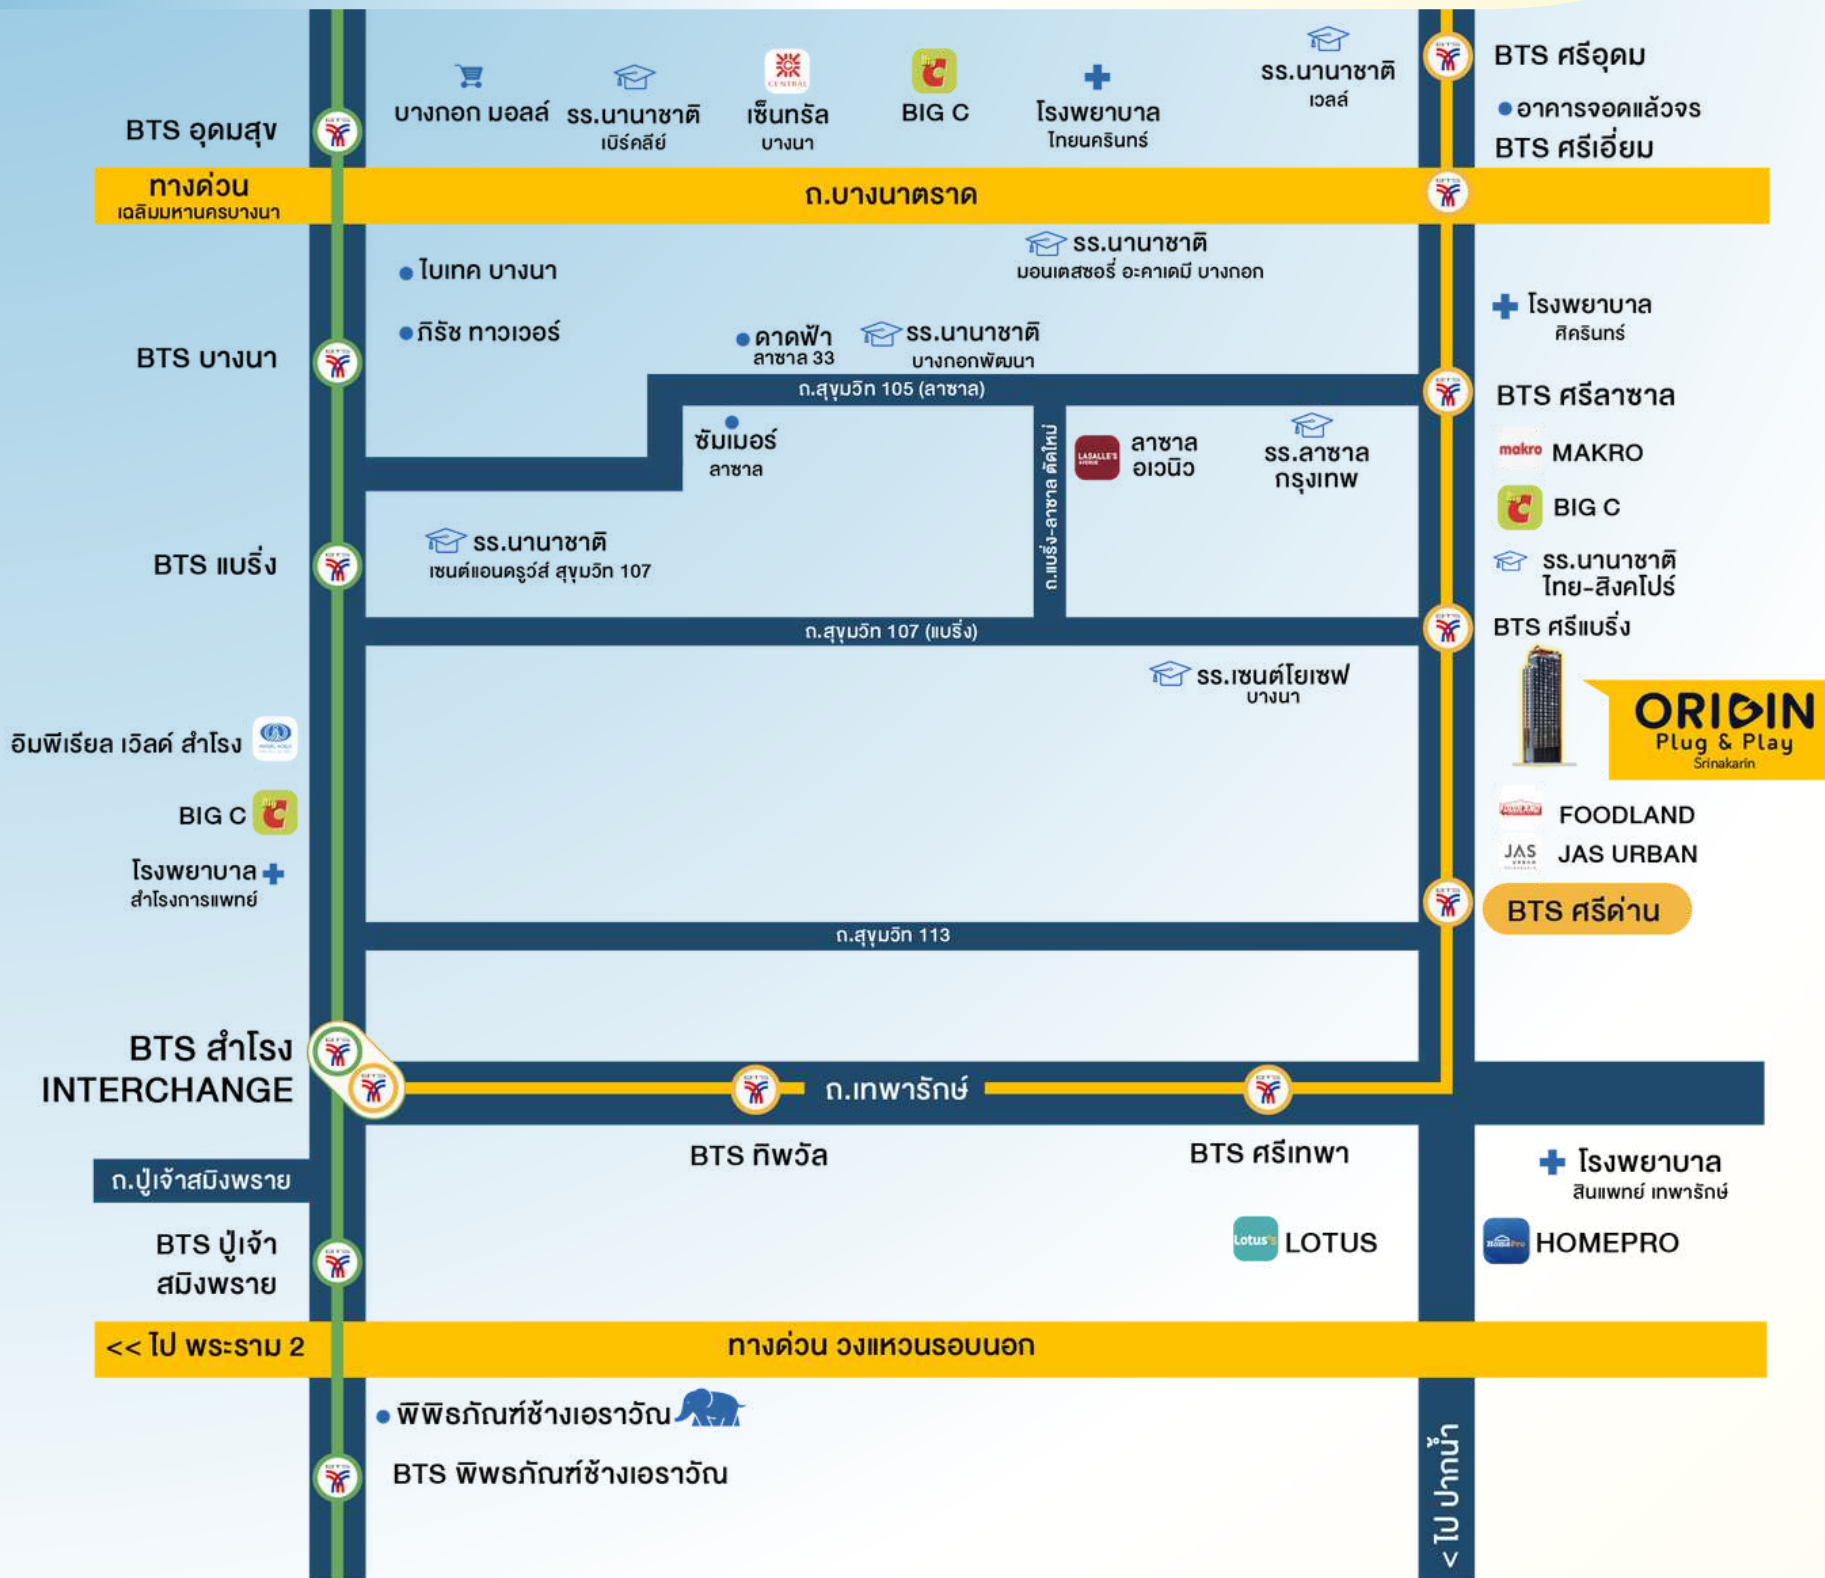 BTS อุดมสุข
บางกอก มอลล์
รร.นานาชาติ
เบิร์คลีย์
CENTRAL
เซ็นทรัล
บางนา
Big C
BIG C
โรงพยาบาล
ไทยนครินทร์
รร.นานาชาติ
เวลล์
BTS ศรีอุดม
อาคารจอดแล้วจร
BTS ศรีเอี่ยม
ทางด่วน
เฉลิมมหานครบางนา
ถ.บางนาตราด
ไบเทค บางนา
ภิรัช ทาวเวอร์
รร.นานาชาติ
มอนเตสซอรี่ อะคาเดมี บางกอก
โรงพยาบาล
ศิครินทร์
BTS บางนา
ดาดฟ้า
ลาซาล 33
รร.นานาชาติ
บางกอกพัฒนา
ถ.สุขุมวิท 105 (ลาซาล)
BTS ศรีลาซาล
ซัมเมอร์
ลาซาล
ถ.แบริ่ง-ลาซาล ตัดใหม่
LASALLE'S
AVENUE
ลาซาล
อเวนิว
รร.ลาซาล
กรุงเทพ
makro
MAKRO
BIG C
BTS แบริ่ง
รร.นานาชาติ
เซนต์แอนดรูว์ส สุขุมวิท 107
รร.นานาชาติ
ไทย-สิงคโปร์
ถ.สุขุมวิท 107 (แบริ่ง)
BTS ศรีแบริ่ง
รร.เซนต์โยเซฟ
บางนา
ORIGIN
Plug & Play
Srinakarin
อิมพีเรียล เวิลด์ สำโรง
BIG C
โรงพยาบาล
สำโรงการแพทย์
FOODLAND
FOODLAND
JAS
URBAN
JAS URBAN
BTS ศรีด่าน
ถ.สุขุมวิท 113
BTS สำโรง
INTERCHANGE
ถ.เทพารักษ์
BTS ทิพวัล
BTS ศรีเทพา
ถ.ปู่เจ้าสมิงพราย
โรงพยาบาล
สินแพทย์ เทพารักษ์
BTS ปู่เจ้า
สมิงพราย
Lotus's
LOTUS
HomePro
HOMEPRO
<< ไป พระราม 2
ทางด่วน วงแหวนรอบนอก
พิพิธภัณฑ์ช้างเอราวัณ
BTS พิพธภัณฑ์ช้างเอราวัณ
< ไป ปากน้ำ